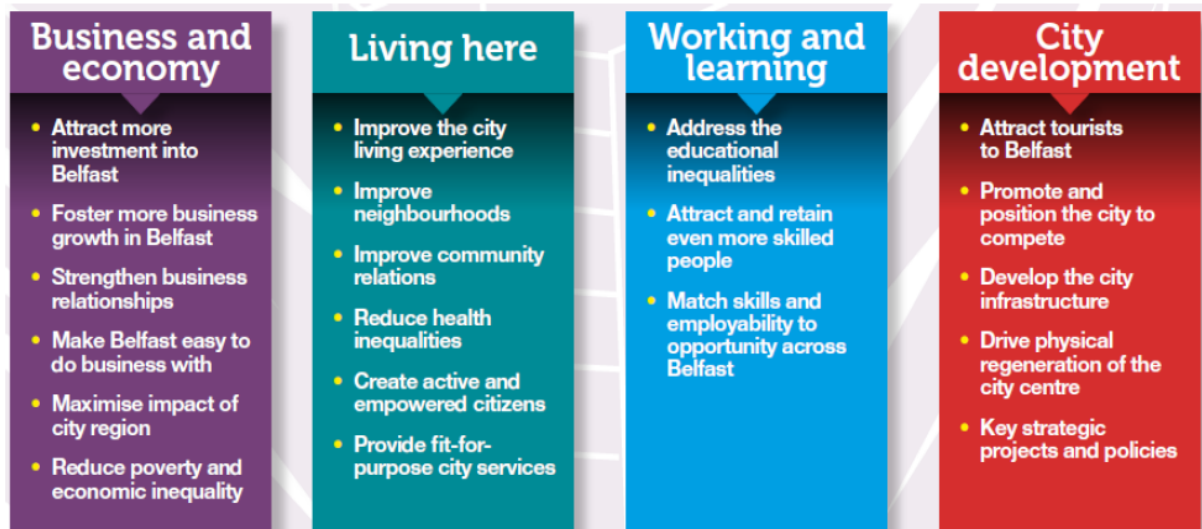 Business and
economy
• Attract more
investment into
Belfast
• Foster more business
growth in Belfast
• Strengthen business
relationships
• Make Belfast easy to
do business with
• Maximise impact of
city region
• Reduce poverty and
economic inequality
Living here
• Improve the city
living experience
• Improve
neighbourhoods
• Improve community
relations
• Reduce health
inequalities
• Create active and
empowered citizens
• Provide fit-for-
purpose city services
Working and
learning
• Address the
educational
inequalities
• Attract and retain
even more skilled
people
• Match skills and
employability to
opportunity across
Belfast
City
development
• Attract tourists
to Belfast
• Promote and
position the city to
compete
• Develop the city
infrastructure
• Drive physical
regeneration of the
city centre
• Key strategic
projects and policies